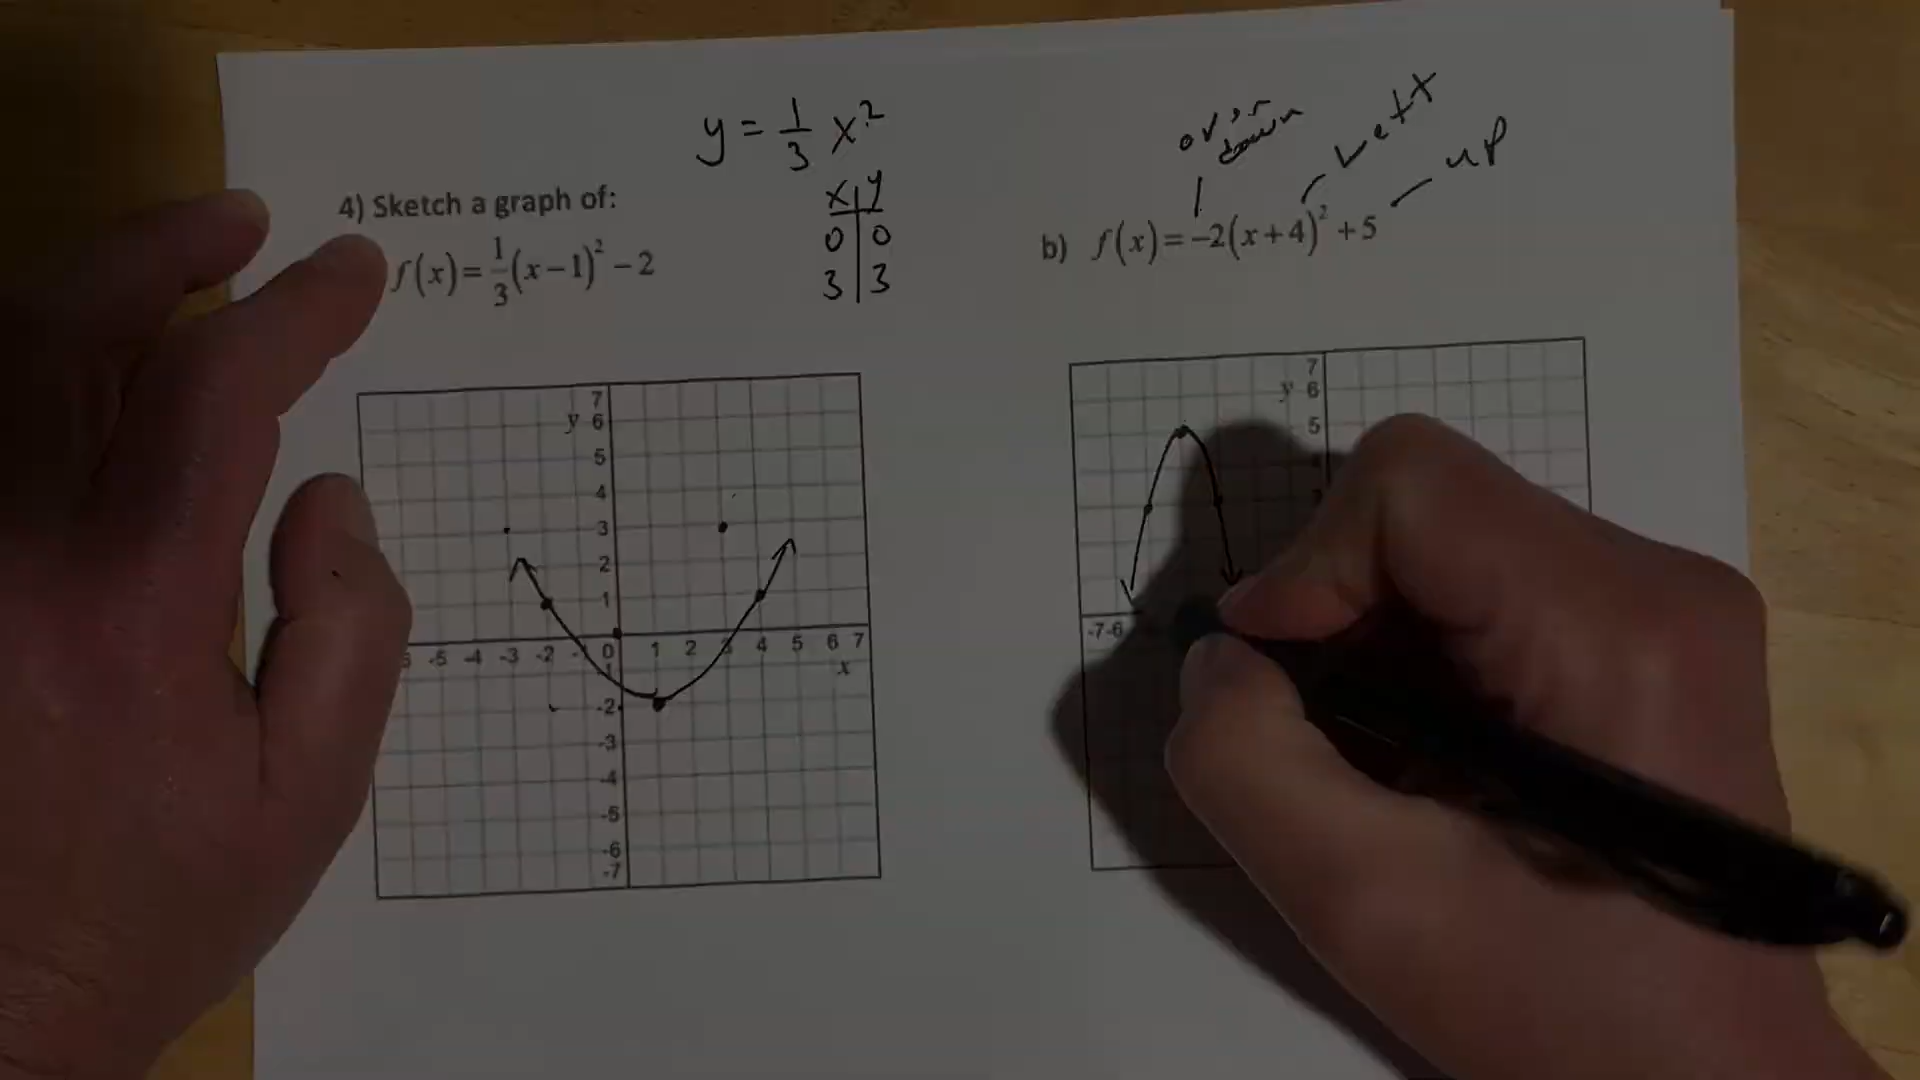 y = 1/3 x²
4) Sketch a graph of:
f(x) = 1/3 (x − 1)² − 2
x | y
0 | 0
3 | 3
down
up
b) f(x) = −2(x + 4)² + 5
7
y 6
5
4
3
2
1
-5 -4 -3 -2 -1 0 1 2 3 4 5 6 7
x
-2
-3
-4
-5
-6
-7
7
y 6
5
-7 -6